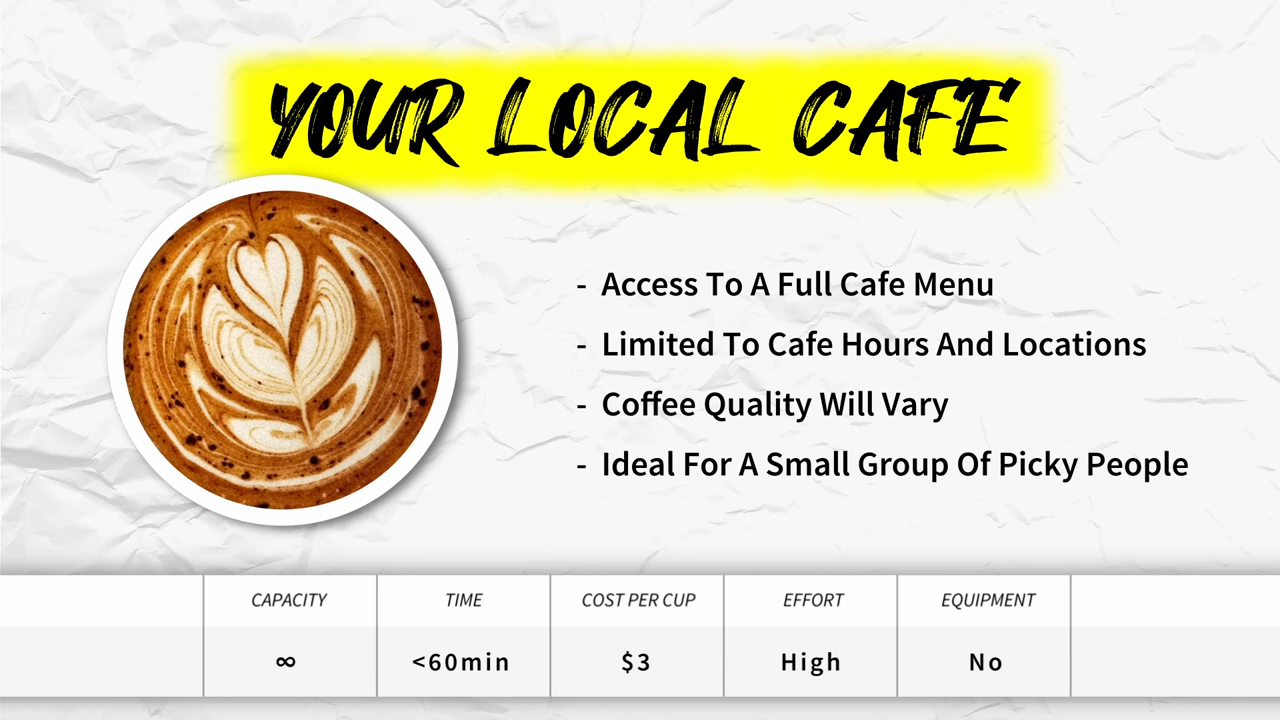 YOUR LOCAL CAFE
- Access To A Full Cafe Menu
- Limited To Cafe Hours And Locations
- Coffee Quality Will Vary
- Ideal For A Small Group Of Picky People
CAPACITY TIME COST PER CUP EFFORT EQUIPMENT
∞ <60min $3 High No